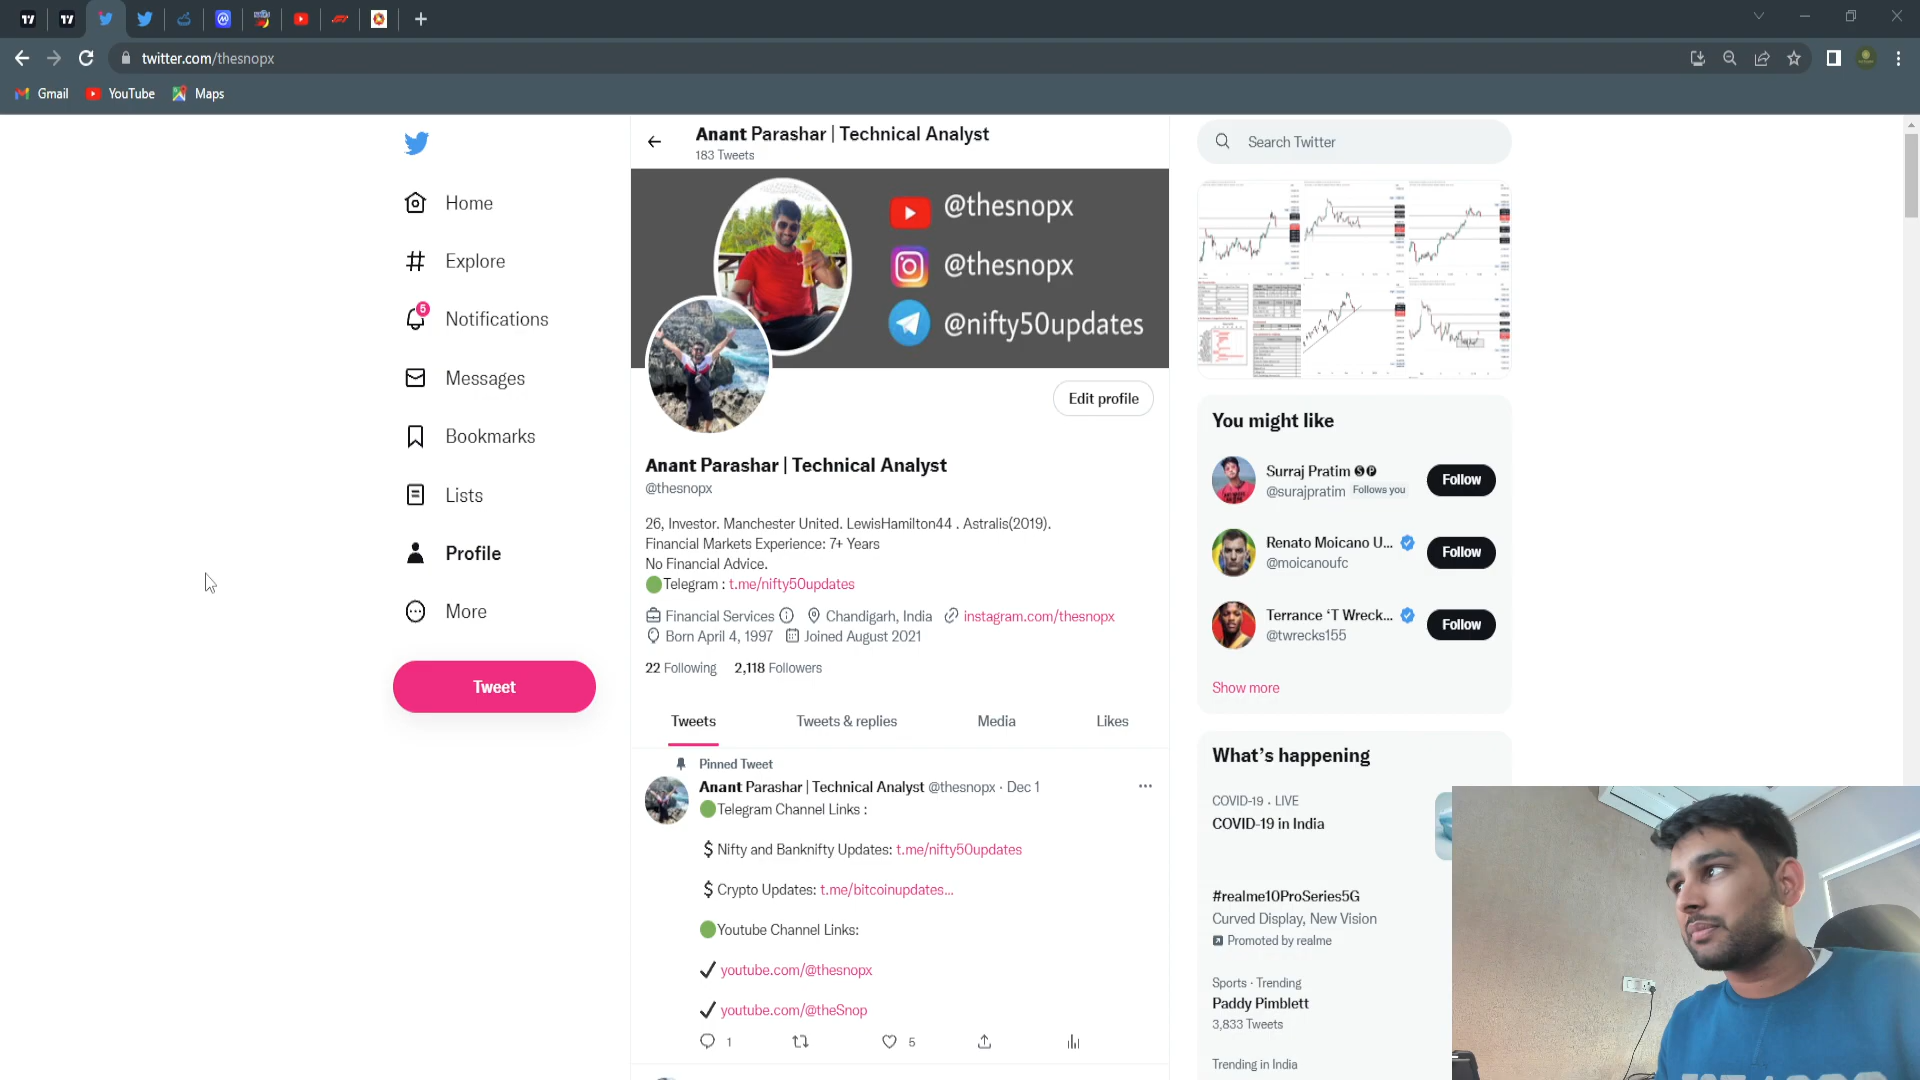 twitter.com/thesnopx
Gmail YouTube Maps
Anant Parashar | Technical Analyst
183 Tweets
@thesnopx
@thesnopx
@nifty50updates
Edit profile
Home
Explore
5
Notifications
Messages
Bookmarks
Lists
Profile
More
Tweet
Anant Parashar | Technical Analyst
@thesnopx
26, Investor. Manchester United. LewisHamilton44 . Astralis(2019).
Financial Markets Experience: 7+ Years
No Financial Advice.
Telegram : t.me/nifty50updates
Financial Services Chandigarh, India instagram.com/thesnopx
Born April 4, 1997 Joined August 2021
22 Following 2,118 Followers
Tweets Tweets & replies Media Likes
Pinned Tweet
Anant Parashar | Technical Analyst @thesnopx · Dec 1
Telegram Channel Links :
$ Nifty and Banknifty Updates: t.me/nifty50updates
$ Crypto Updates: t.me/bitcoinupdates...
Youtube Channel Links:
✓ youtube.com/@thesnopx
✓ youtube.com/@theSnop
1 5
Search Twitter
You might like
Surraj Pratim
@surajpratim Follows you
Follow
Renato Moicano U...
@moicanoufc
Follow
Terrance ‘T Wreck...
@twrecks155
Follow
Show more
What’s happening
COVID-19 · LIVE
COVID-19 in India
#realme10ProSeries5G
Curved Display, New Vision
Promoted by realme
Sports · Trending
Paddy Pimblett
3,833 Tweets
Trending in India